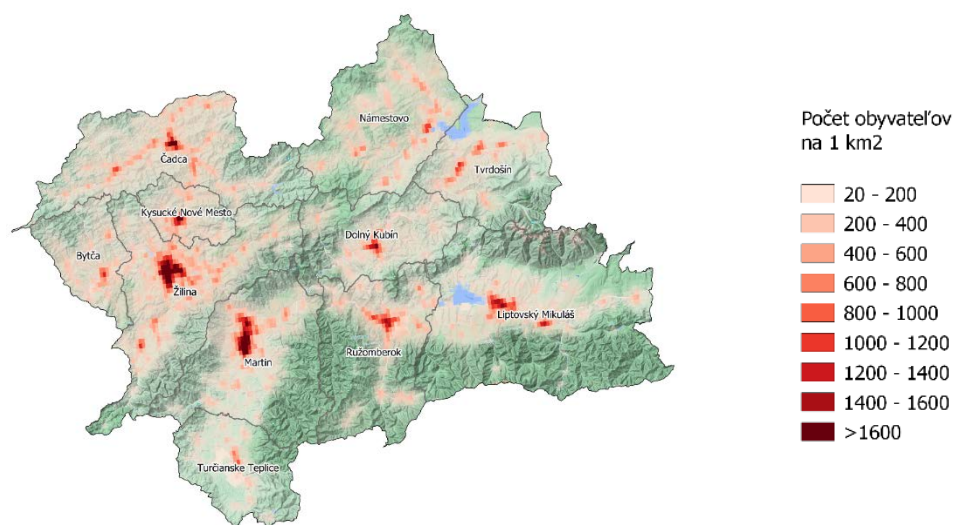 Námestovo
Čadca
Tvrdošín
Kysucké Nové Mesto
Dolný Kubín
Bytča
Žilina
Liptovský Mikuláš
Ružomberok
Martin
Turčianske Teplice
Počet obyvateľov
na 1 km2
20 - 200
200 - 400
400 - 600
600 - 800
800 - 1000
1000 - 1200
1200 - 1400
1400 - 1600
>1600